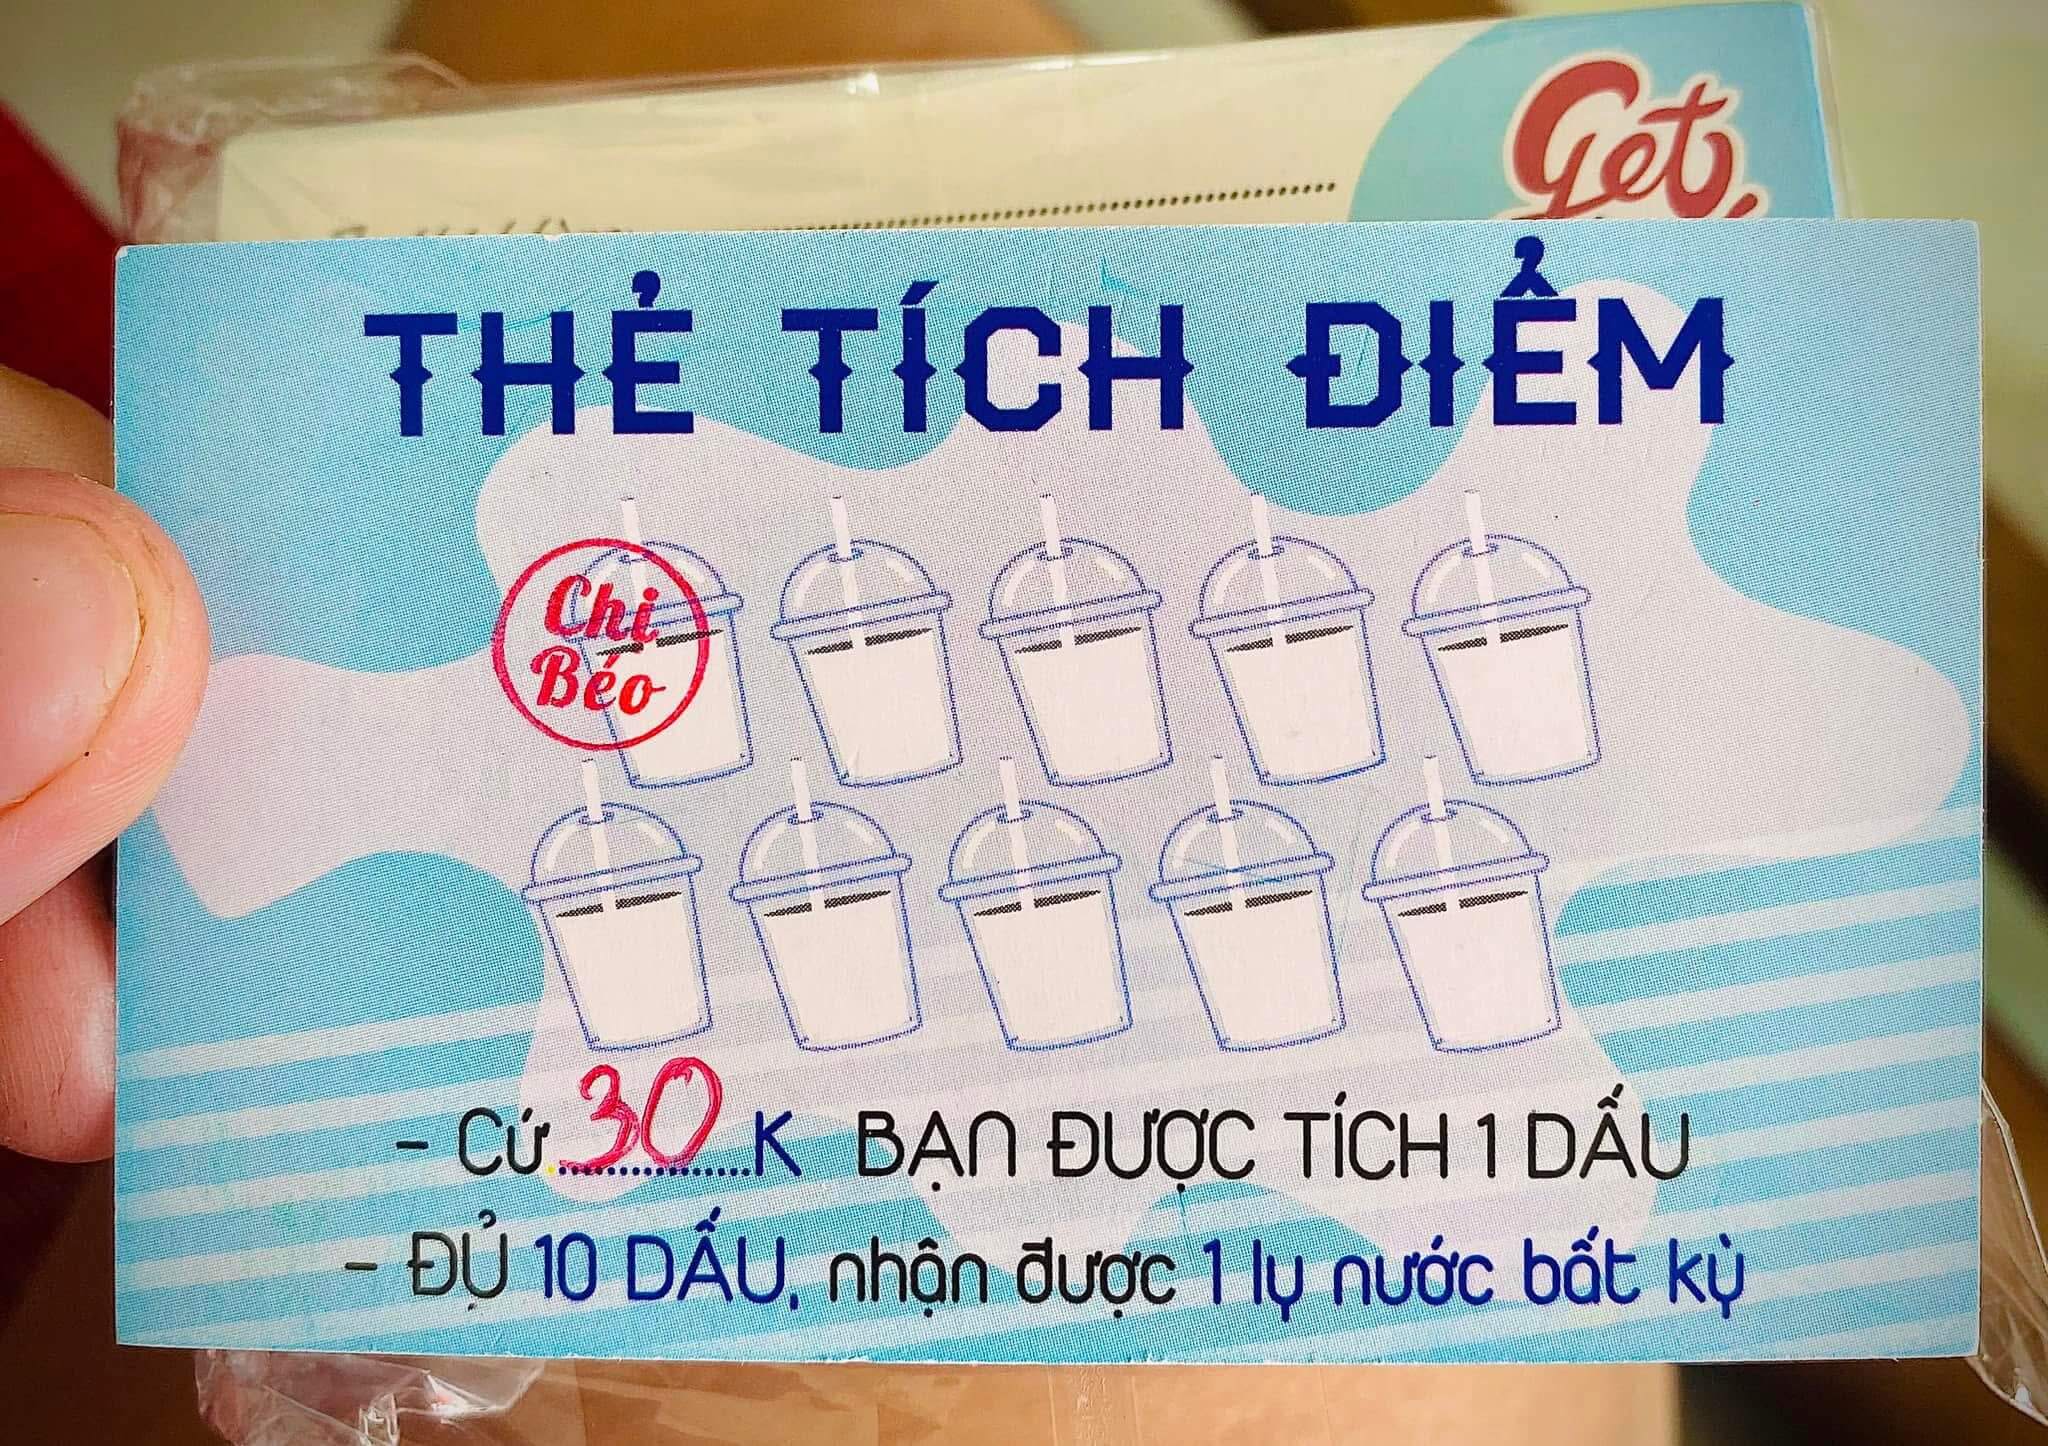 Get
THẺ TÍCH ĐIỂM
Chi
Béo
- Cứ 30 K BẠN ĐƯỢC TÍCH 1 DẤU
- ĐỦ 10 DẤU, nhận được 1 ly nước bất kỳ